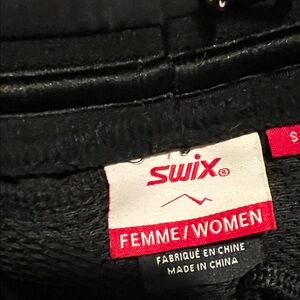 swix®
S
FEMME/WOMEN
FABRIQUÉ EN CHINE
MADE IN CHINA